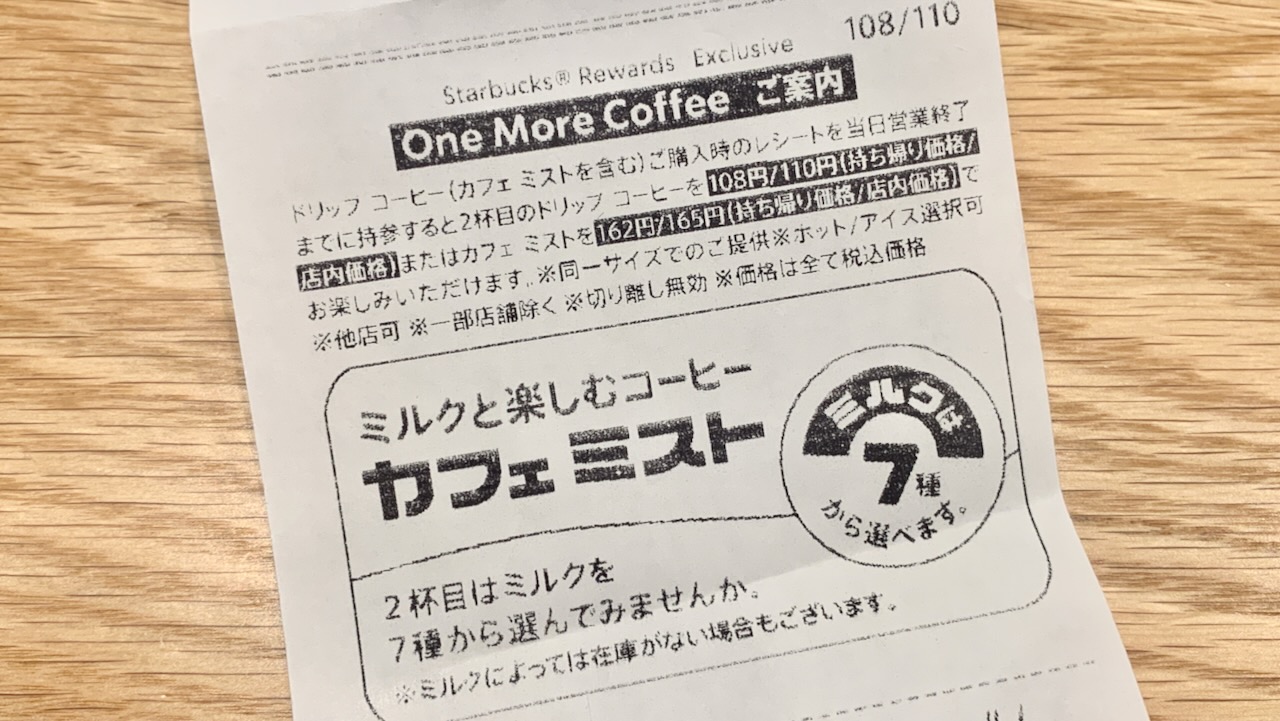 108/110
Starbucks® Rewards Exclusive
One More Coffee ご案内
ドリップ コーヒー(カフェ ミストを含む)ご購入時のレシートを当日営業終了
までに持参すると2杯目のドリップ コーヒーを108円/110円(持ち帰り価格/
店内価格)またはカフェ ミストを162円/165円(持ち帰り価格/店内価格)で
お楽しみいただけます。※同一サイズでのご提供※ホット/アイス選択可
※他店可 ※一部店舗除く ※切り離し無効 ※価格は全て税込価格
ミルクと楽しむコーヒー
カフェ ミスト
ミルクは
7種
から選べます。
2杯目はミルクを
7種から選んでみませんか。
※ミルクによっては在庫がない場合もございます。